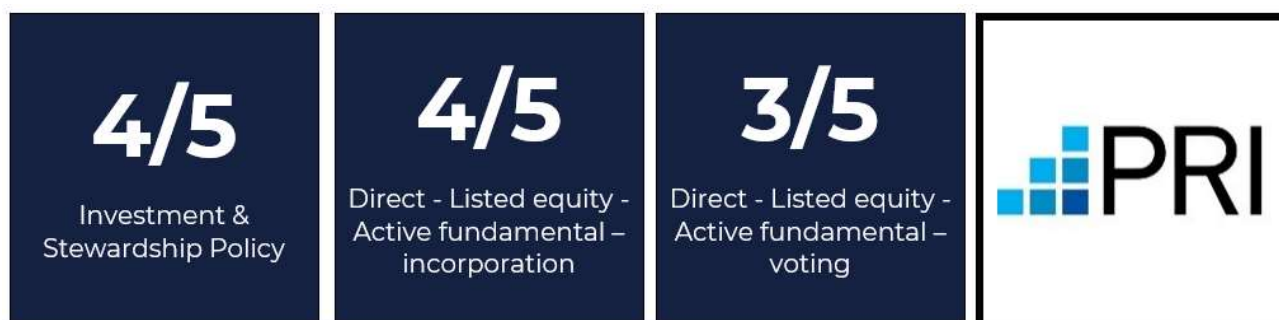 4/5
Investment &
Stewardship Policy
4/5
Direct - Listed equity -
Active fundamental –
incorporation
3/5
Direct - Listed equity -
Active fundamental –
voting
PRI